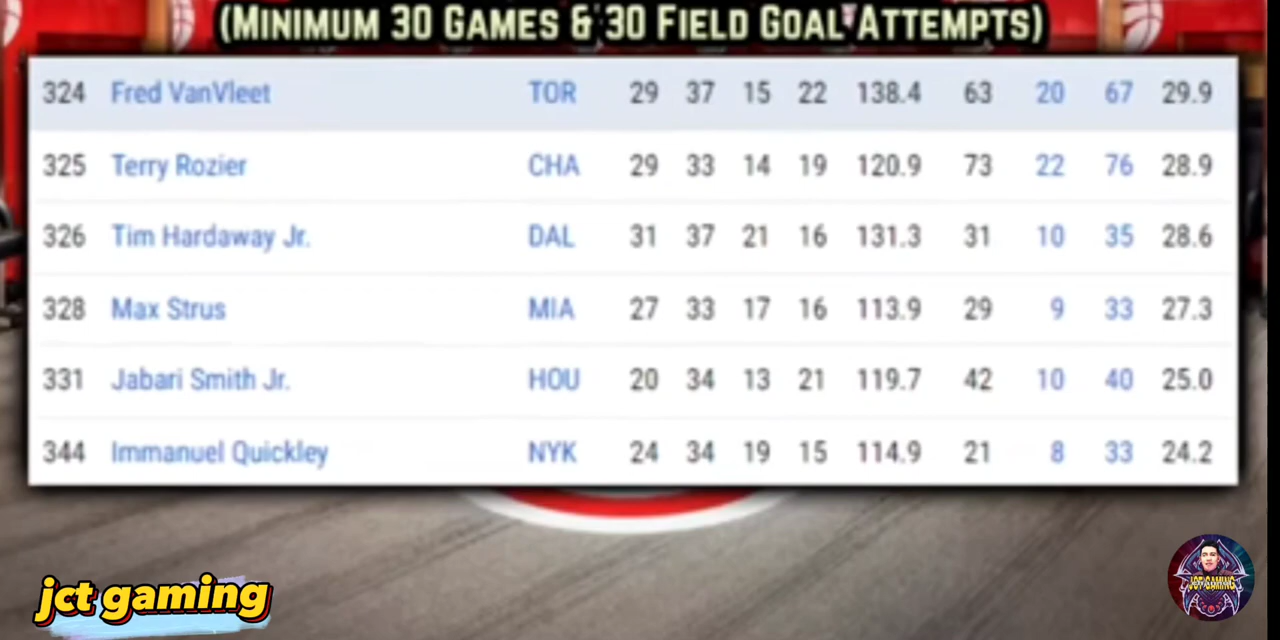 (MINIMUM 30 GAMES & 30 FIELD GOAL ATTEMPTS)
324 Fred VanVleet TOR 29 37 15 22 138.4 63 20 67 29.9
325 Terry Rozier CHA 29 33 14 19 120.9 73 22 76 28.9
326 Tim Hardaway Jr. DAL 31 37 21 16 131.3 31 10 35 28.6
328 Max Strus MIA 27 33 17 16 113.9 29 9 33 27.3
331 Jabari Smith Jr. HOU 20 34 13 21 119.7 42 10 40 25.0
344 Immanuel Quickley NYK 24 34 19 15 114.9 21 8 33 24.2
jct gaming
JCT GAMING